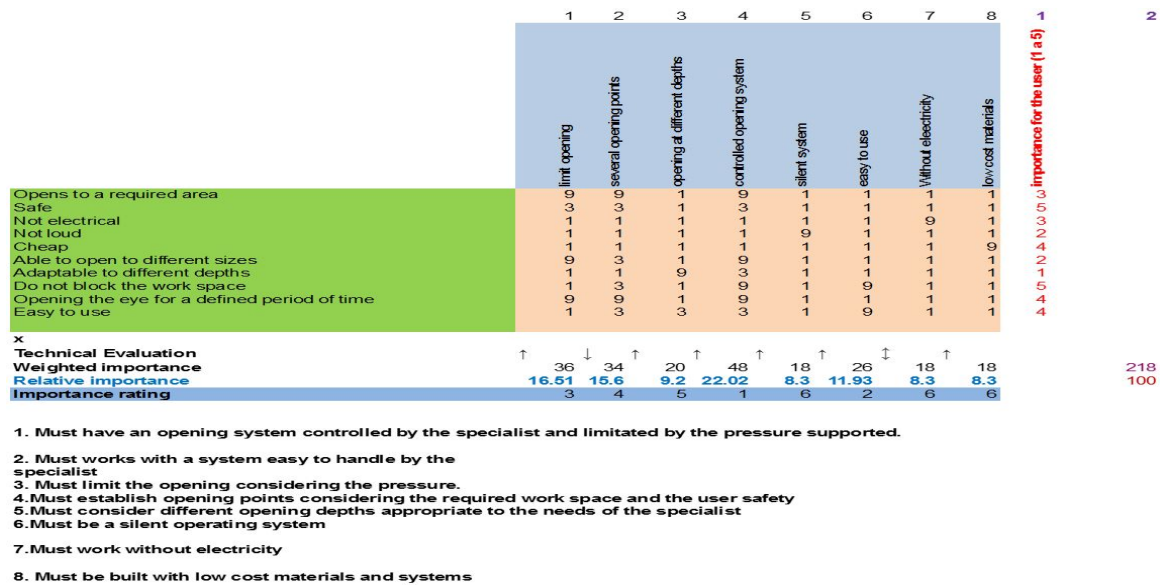 1 2 3 4 5 6 7 8 1 2
limit opening
several opening points
opening at different depths
controlled opening system
silent system
easy to use
Without eleectricity
low cost materials
importance for the user (1 a 5)
Opens to a required area 9 9 1 9 1 1 1 1 3
Safe 3 3 1 3 1 1 1 1 5
Not electrical 1 1 1 1 1 1 9 1 3
Not loud 1 1 1 1 9 1 1 1 2
Cheap 1 1 1 1 1 1 1 9 4
Able to open to different sizes 9 3 1 9 1 1 1 1 2
Adaptable to different depths 1 1 9 3 1 1 1 1 1
Do not block the work space 1 3 1 9 1 9 1 1 5
Opening the eye for a defined period of time 9 9 1 9 1 1 1 1 4
Easy to use 1 3 3 3 1 9 1 1 4
x
Technical Evaluation ↑ ↓ ↑ ↑ ↑ ↑ ↕ ↑
Weighted importance 36 34 20 48 18 26 18 18 218
Relative importance 16.51 15.6 9.2 22.02 8.3 11.93 8.3 8.3 100
Importance rating 3 4 5 1 6 2 6 6
1. Must have an opening system controlled by the specialist and limitated by the pressure supported.
2. Must works with a system easy to handle by the
specialist
3. Must limit the opening considering the pressure.
4.Must establish opening points considering the required work space and the user safety
5.Must consider different opening depths appropriate to the needs of the specialist
6.Must be a silent operating system
7.Must work without electricity
8. Must be built with low cost materials and systems